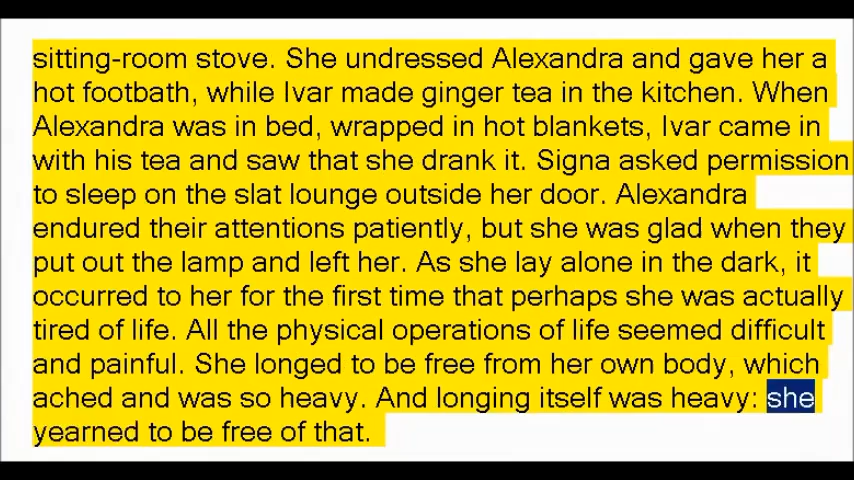 sitting-room stove. She undressed Alexandra and gave her a
hot footbath, while Ivar made ginger tea in the kitchen. When
Alexandra was in bed, wrapped in hot blankets, Ivar came in
with his tea and saw that she drank it. Signa asked permission
to sleep on the slat lounge outside her door. Alexandra
endured their attentions patiently, but she was glad when they
put out the lamp and left her. As she lay alone in the dark, it
occurred to her for the first time that perhaps she was actually
tired of life. All the physical operations of life seemed difficult
and painful. She longed to be free from her own body, which
ached and was so heavy. And longing itself was heavy: she
yearned to be free of that.